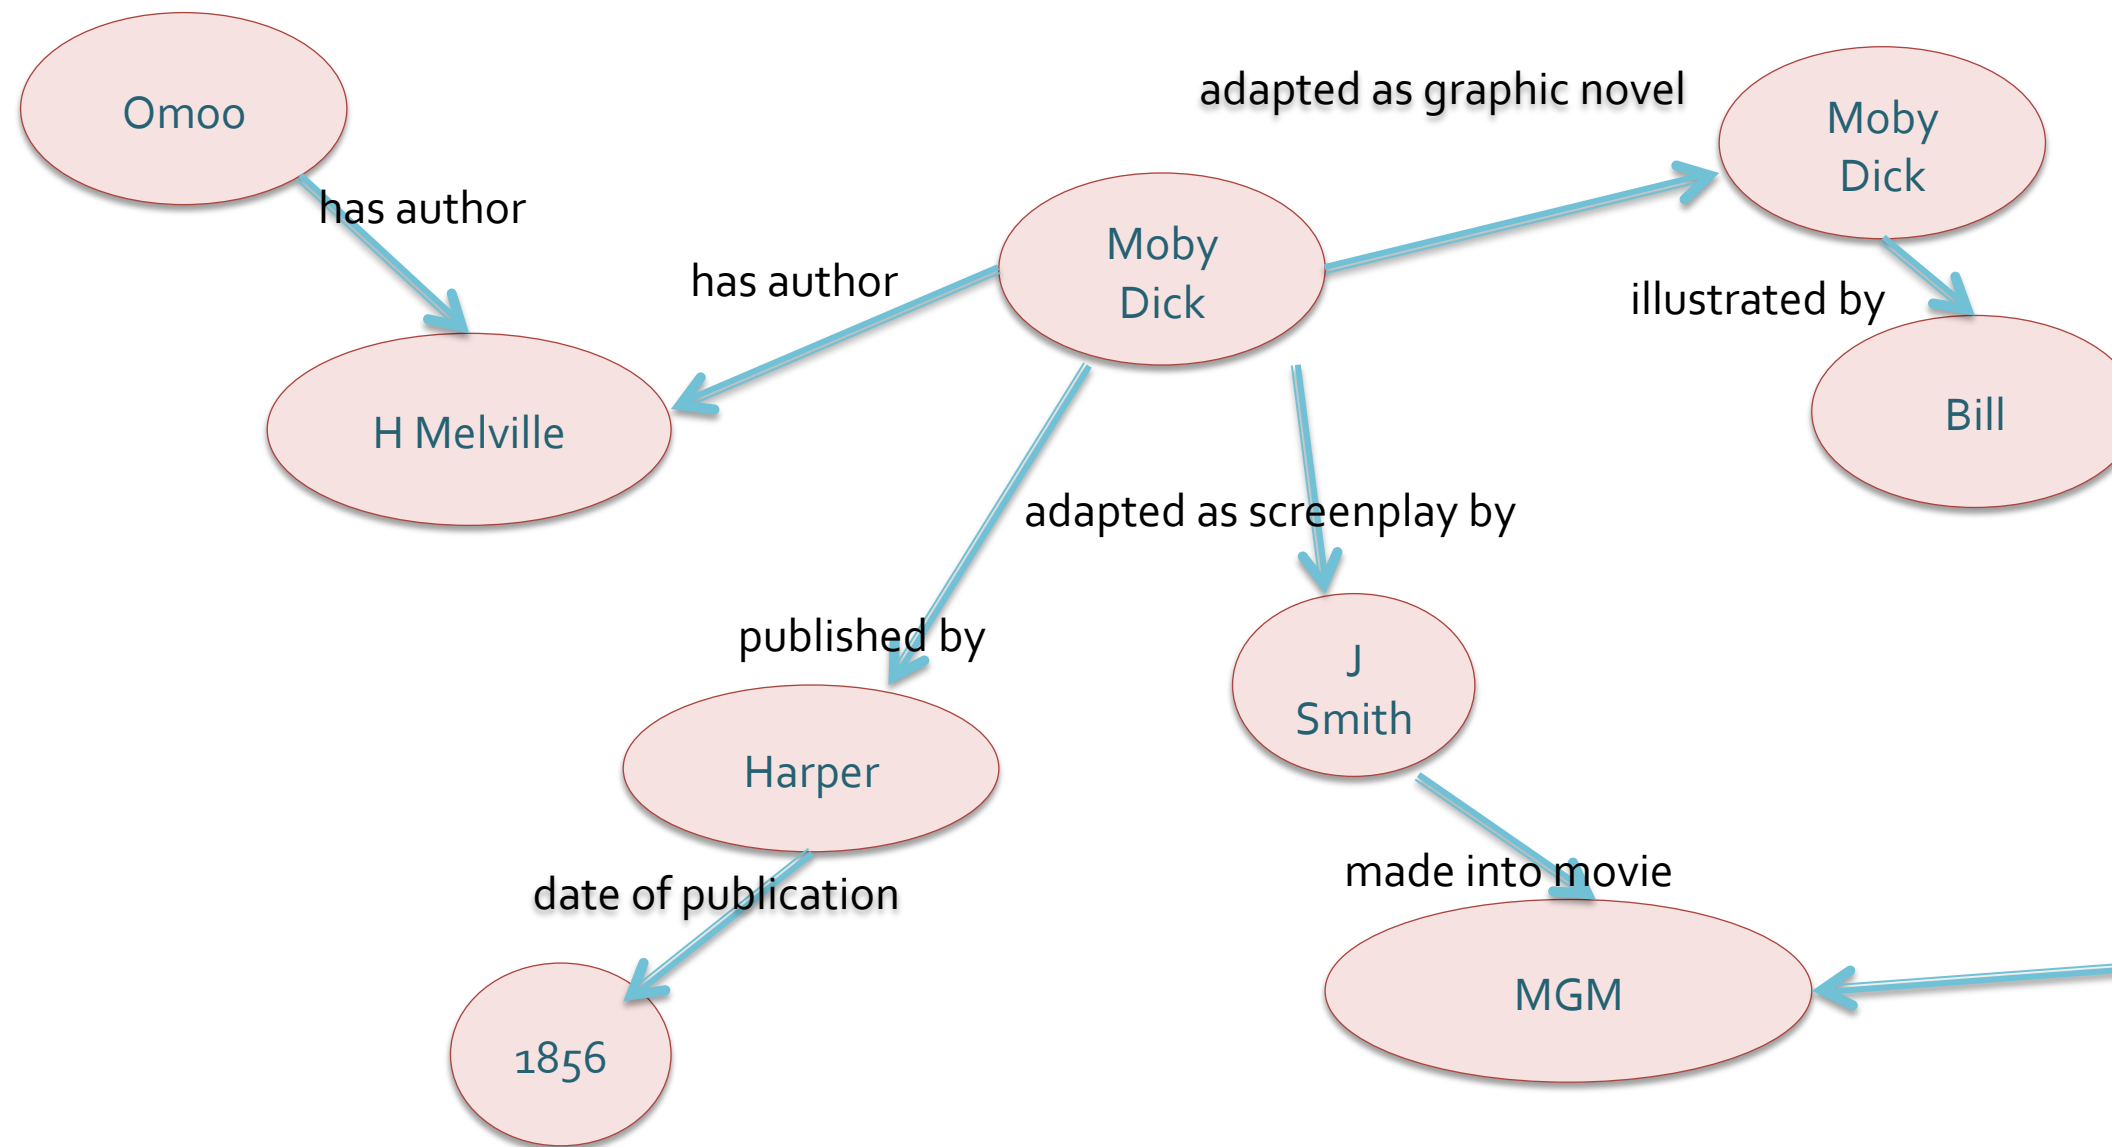 Omoo
adapted as graphic novel
Moby
Dick
has author
has author
Moby
Dick
illustrated by
H Melville
Bill
adapted as screenplay by
published by
J
Smith
Harper
made into movie
date of publication
MGM
1856